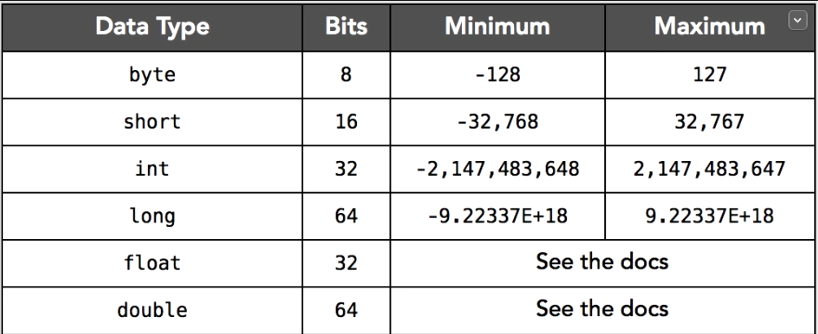 Data Type Bits Minimum Maximum
byte 8 -128 127
short 16 -32,768 32,767
int 32 -2,147,483,648 2,147,483,647
long 64 -9.22337E+18 9.22337E+18
float 32 See the docs
double 64 See the docs